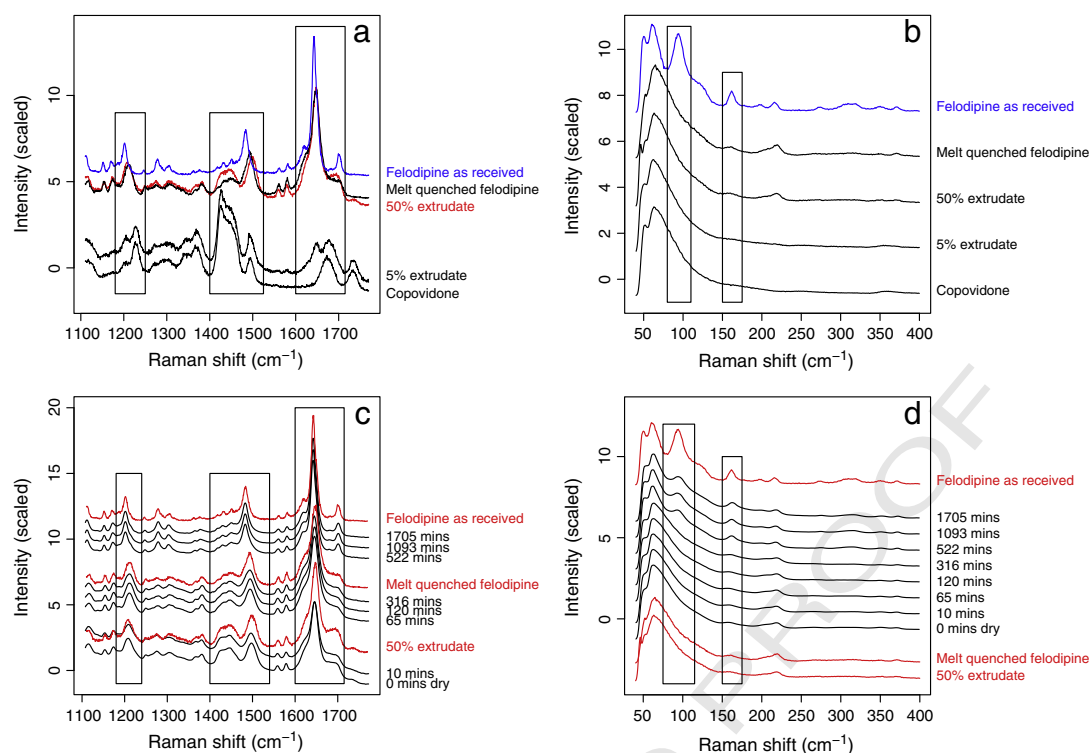 a
Intensity (scaled)
10
5
0
Felodipine as received
Melt quenched felodipine
50% extrudate
5% extrudate
Copovidone
1100 1200 1300 1400 1500 1600 1700
Raman shift (cm⁻¹)
b
Intensity (scaled)
10
8
6
4
2
0
Felodipine as received
Melt quenched felodipine
50% extrudate
5% extrudate
Copovidone
50 100 150 200 250 300 350 400
Raman shift (cm⁻¹)
c
Intensity (scaled)
20
15
10
5
0
Felodipine as received
1705 mins
1093 mins
522 mins
Melt quenched felodipine
316 mins
120 mins
65 mins
50% extrudate
10 mins
0 mins dry
1100 1200 1300 1400 1500 1600 1700
Raman shift (cm⁻¹)
d
Intensity (scaled)
10
5
0
Felodipine as received
1705 mins
1093 mins
522 mins
316 mins
120 mins
65 mins
10 mins
0 mins dry
Melt quenched felodipine
50% extrudate
50 100 150 200 250 300 350 400
Raman shift (cm⁻¹)
PROOF